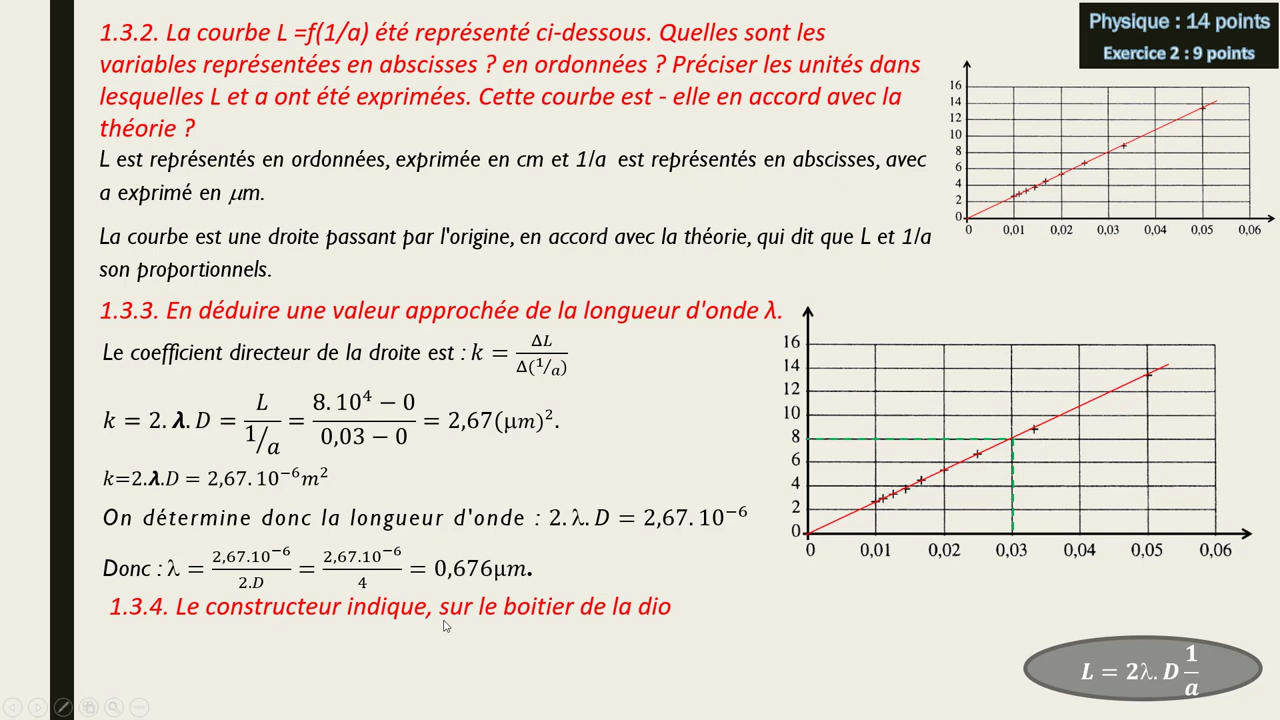 Physique : 14 points
Exercice 2 : 9 points
1.3.2. La courbe L =f(1/a) été représenté ci-dessous. Quelles sont les
variables représentées en abscisses ? en ordonnées ? Préciser les unités dans
lesquelles L et a ont été exprimées. Cette courbe est - elle en accord avec la
théorie ?
L est représentés en ordonnées, exprimée en cm et 1/a est représentés en abscisses, avec
a exprimé en μm.
La courbe est une droite passant par l'origine, en accord avec la théorie, qui dit que L et 1/a
son proportionnels.
16
14
12
10
8
6
4
2
0
0 0,01 0,02 0,03 0,04 0,05 0,06
1.3.3. En déduire une valeur approchée de la longueur d'onde λ.
Le coefficient directeur de la droite est : k = ΔL / Δ(1/a)
k = 2. λ. D = L / 1/a = 8. 10⁴ − 0 / 0,03 − 0 = 2,67(μm)².
k=2.λ.D = 2,67. 10⁻⁶m²
On détermine donc la longueur d'onde : 2. λ. D = 2,67. 10⁻⁶
Donc : λ = 2,67.10⁻⁶ / 2.D = 2,67.10⁻⁶ / 4 = 0,676μm.
1.3.4. Le constructeur indique, sur le boitier de la dio
16
14
12
10
8
6
4
2
0
0 0,01 0,02 0,03 0,04 0,05 0,06
L = 2λ. D 1/a